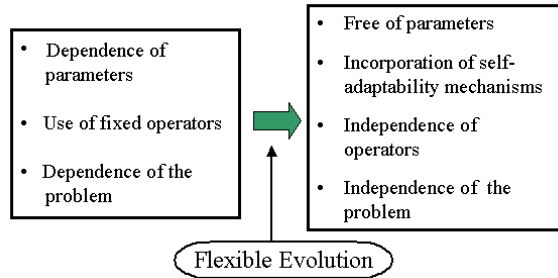 • Dependence of
parameters
• Use of fixed operators
• Dependence of the
problem
• Free of parameters
• Incorporation of self-
adaptability mechanisms
• Independence of
operators
• Independence of the
problem
Flexible Evolution